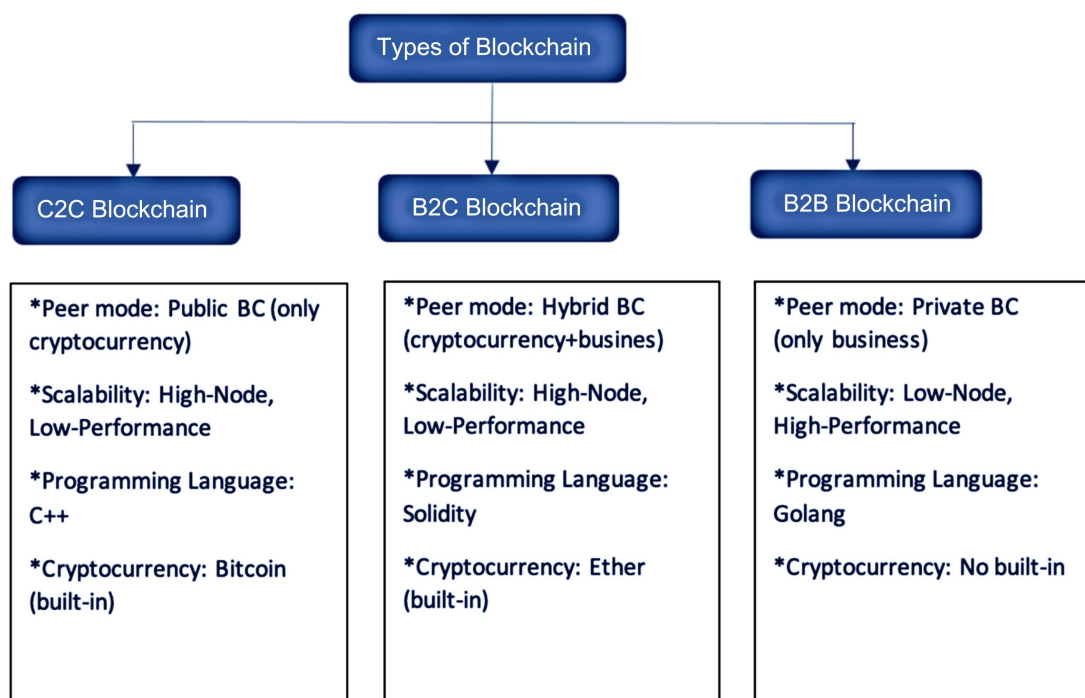 Types of Blockchain
C2C Blockchain
B2C Blockchain
B2B Blockchain
*Peer mode: Public BC (only
cryptocurrency)
*Scalability: High-Node,
Low-Performance
*Programming Language:
C++
*Cryptocurrency: Bitcoin
(built-in)
*Peer mode: Hybrid BC
(cryptocurrency+busines)
*Scalability: High-Node,
Low-Performance
*Programming Language:
Solidity
*Cryptocurrency: Ether
(built-in)
*Peer mode: Private BC
(only business)
*Scalability: Low-Node,
High-Performance
*Programming Language:
Golang
*Cryptocurrency: No built-in